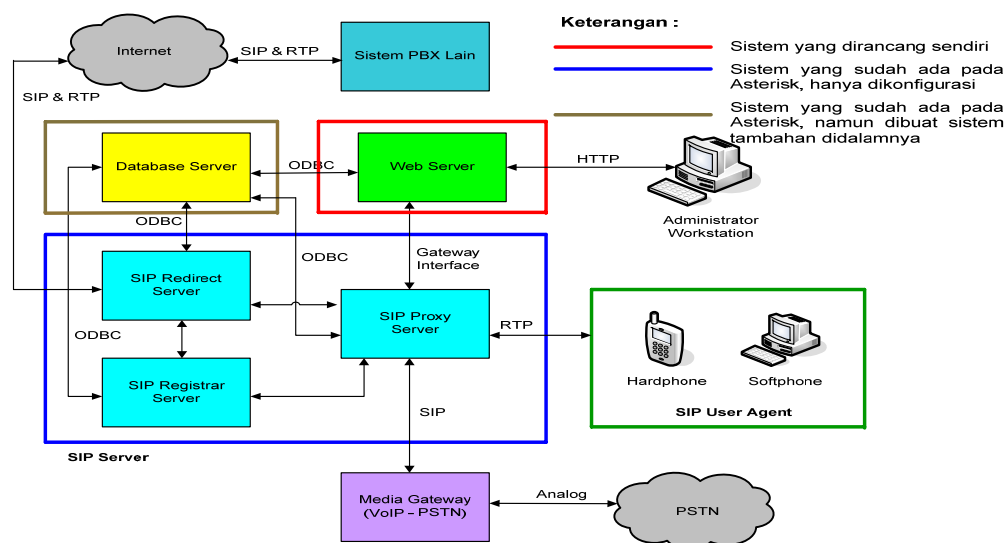 Keterangan :
Internet
SIP & RTP
Sistem PBX Lain
Sistem yang dirancang sendiri
Sistem yang sudah ada pada
Asterisk, hanya dikonfigurasi
Sistem yang sudah ada pada
Asterisk, namun dibuat sistem
tambahan didalamnya
SIP & RTP
Database Server
ODBC
Web Server
HTTP
Administrator
Workstation
ODBC
ODBC
Gateway
Interface
SIP Redirect
Server
SIP Proxy
Server
RTP
ODBC
SIP Registrar
Server
Hardphone
Softphone
SIP
SIP User Agent
SIP Server
Media Gateway
(VoIP – PSTN)
Analog
PSTN